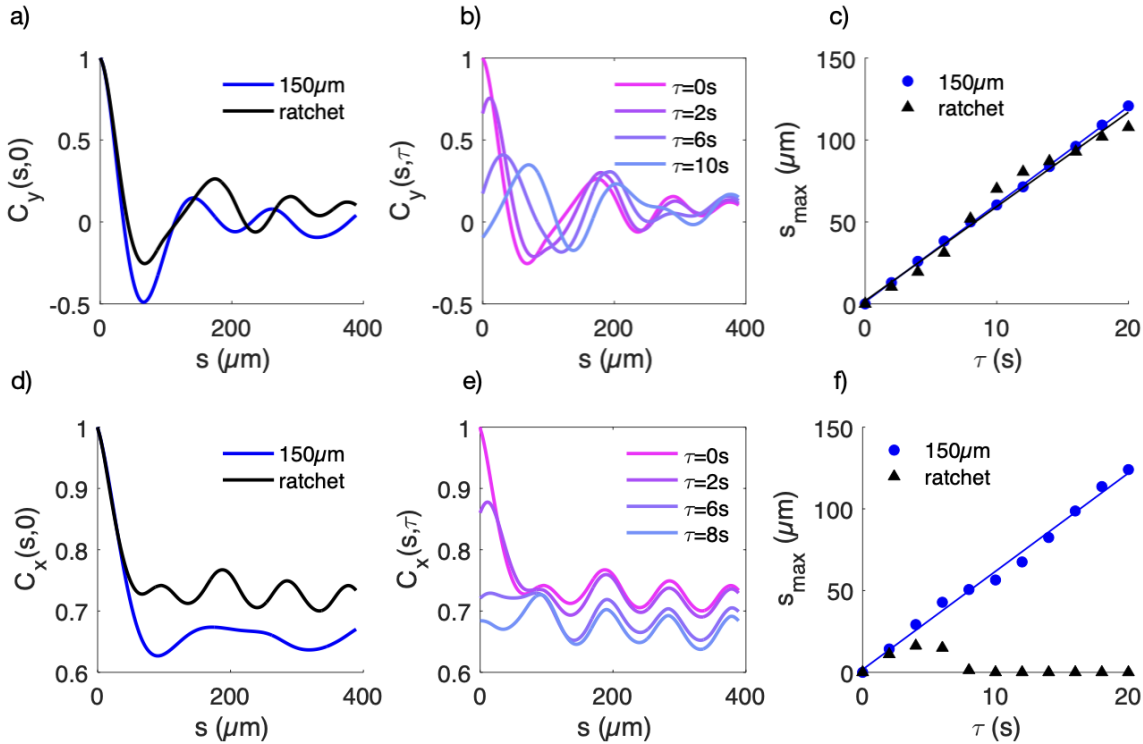 a)
C_y(s,0)
1
0.5
0
-0.5
0
200
400
s (µm)
150µm
ratchet
b)
C_y(s,τ)
1
0.5
0
-0.5
0
200
400
s (µm)
τ=0s
τ=2s
τ=6s
τ=10s
c)
s_max (µm)
150
100
50
0
0
10
20
τ (s)
150µm
ratchet
d)
C_x(s,0)
1
0.9
0.8
0.7
0.6
0
200
400
s (µm)
150µm
ratchet
e)
C_x(s,τ)
1
0.9
0.8
0.7
0.6
0
200
400
s (µm)
τ=0s
τ=2s
τ=6s
τ=8s
f)
s_max (µm)
150
100
50
0
0
10
20
τ (s)
150µm
ratchet